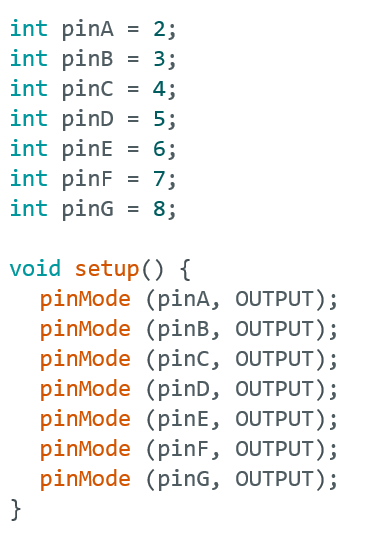 int pinA = 2;
int pinB = 3;
int pinC = 4;
int pinD = 5;
int pinE = 6;
int pinF = 7;
int pinG = 8;

void setup() {
  pinMode (pinA, OUTPUT);
  pinMode (pinB, OUTPUT);
  pinMode (pinC, OUTPUT);
  pinMode (pinD, OUTPUT);
  pinMode (pinE, OUTPUT);
  pinMode (pinF, OUTPUT);
  pinMode (pinG, OUTPUT);
}